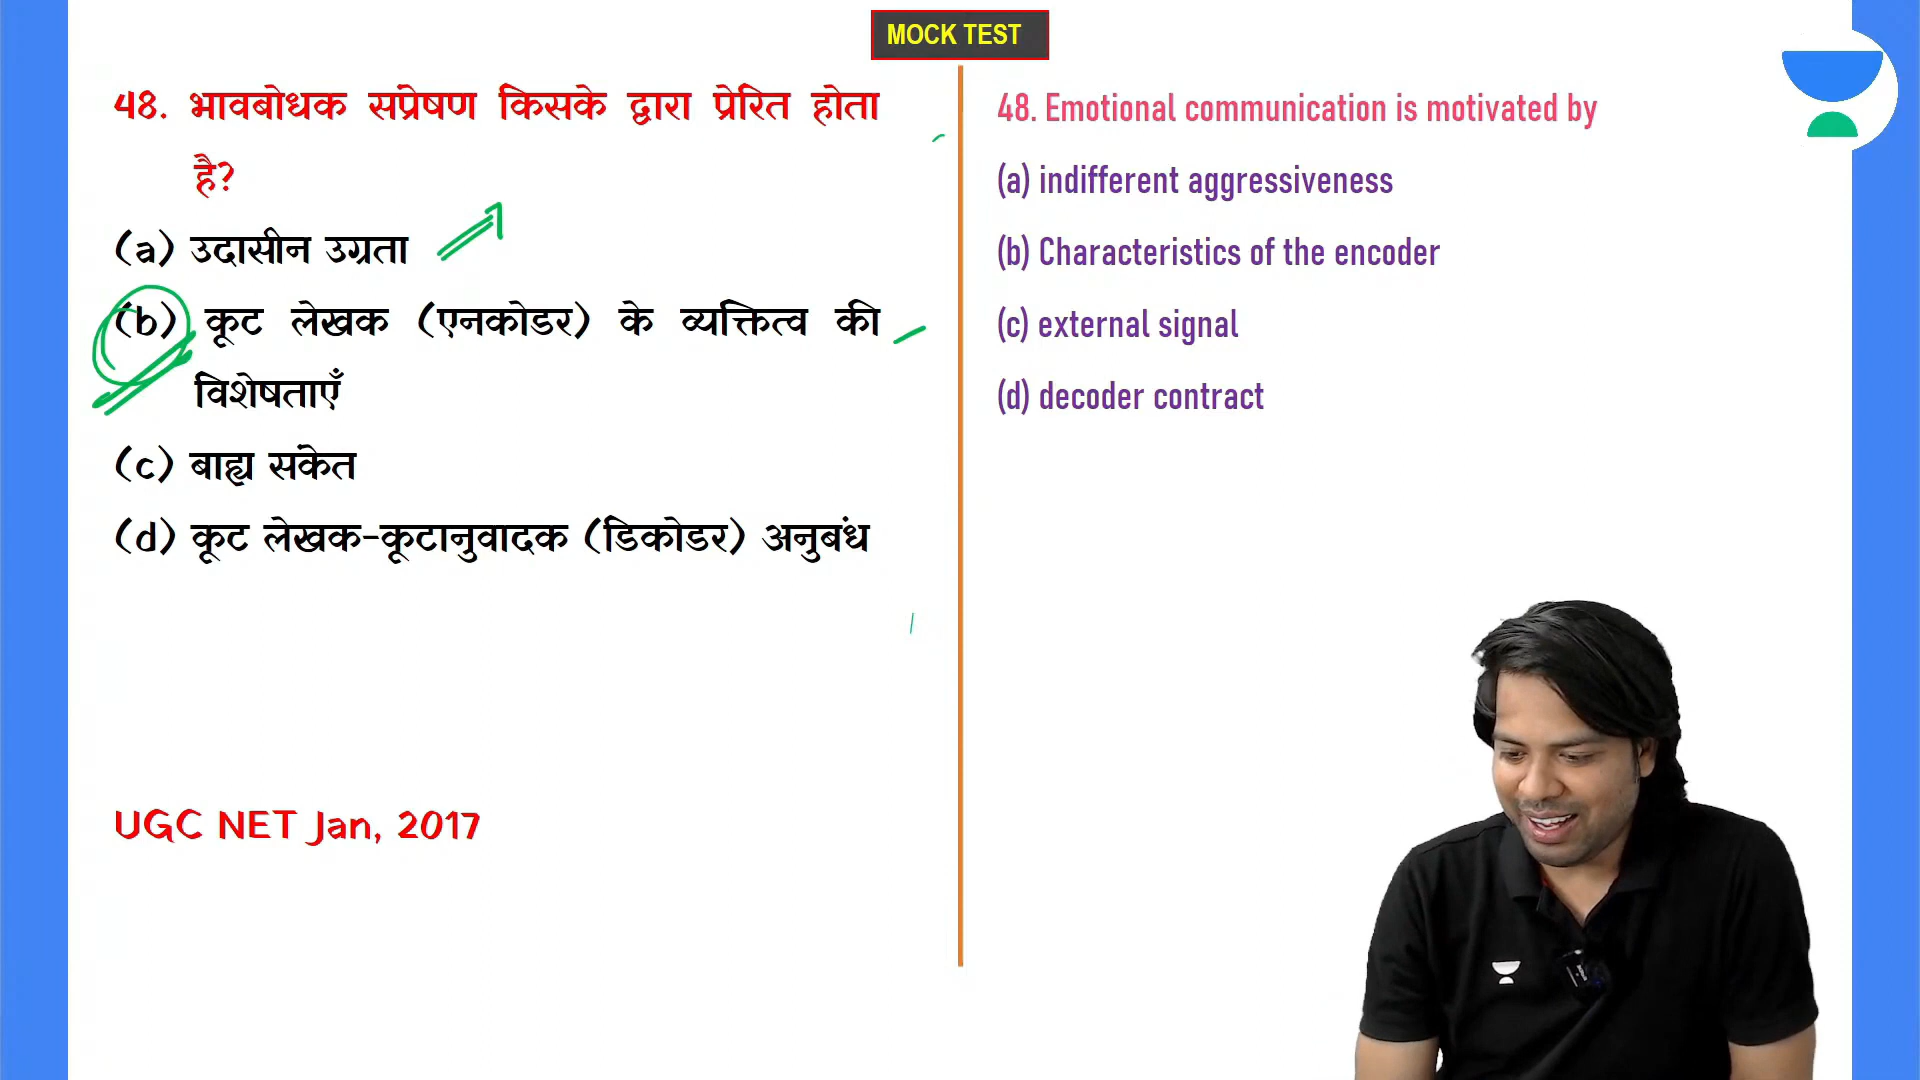 MOCK TEST
48. भावबोधक सप्रेषण किसके द्वारा प्रेरित होता
है?
(a) उदासीन उग्रता
(b) कूट लेखक (एनकोडर) के व्यक्तित्व की
विशेषताएँ
(c) बाह्य संकेत
(d) कूट लेखक-कूटानुवादक (डिकोडर) अनुबंध
UGC NET Jan, 2017
48. Emotional communication is motivated by
(a) indifferent aggressiveness
(b) Characteristics of the encoder
(c) external signal
(d) decoder contract